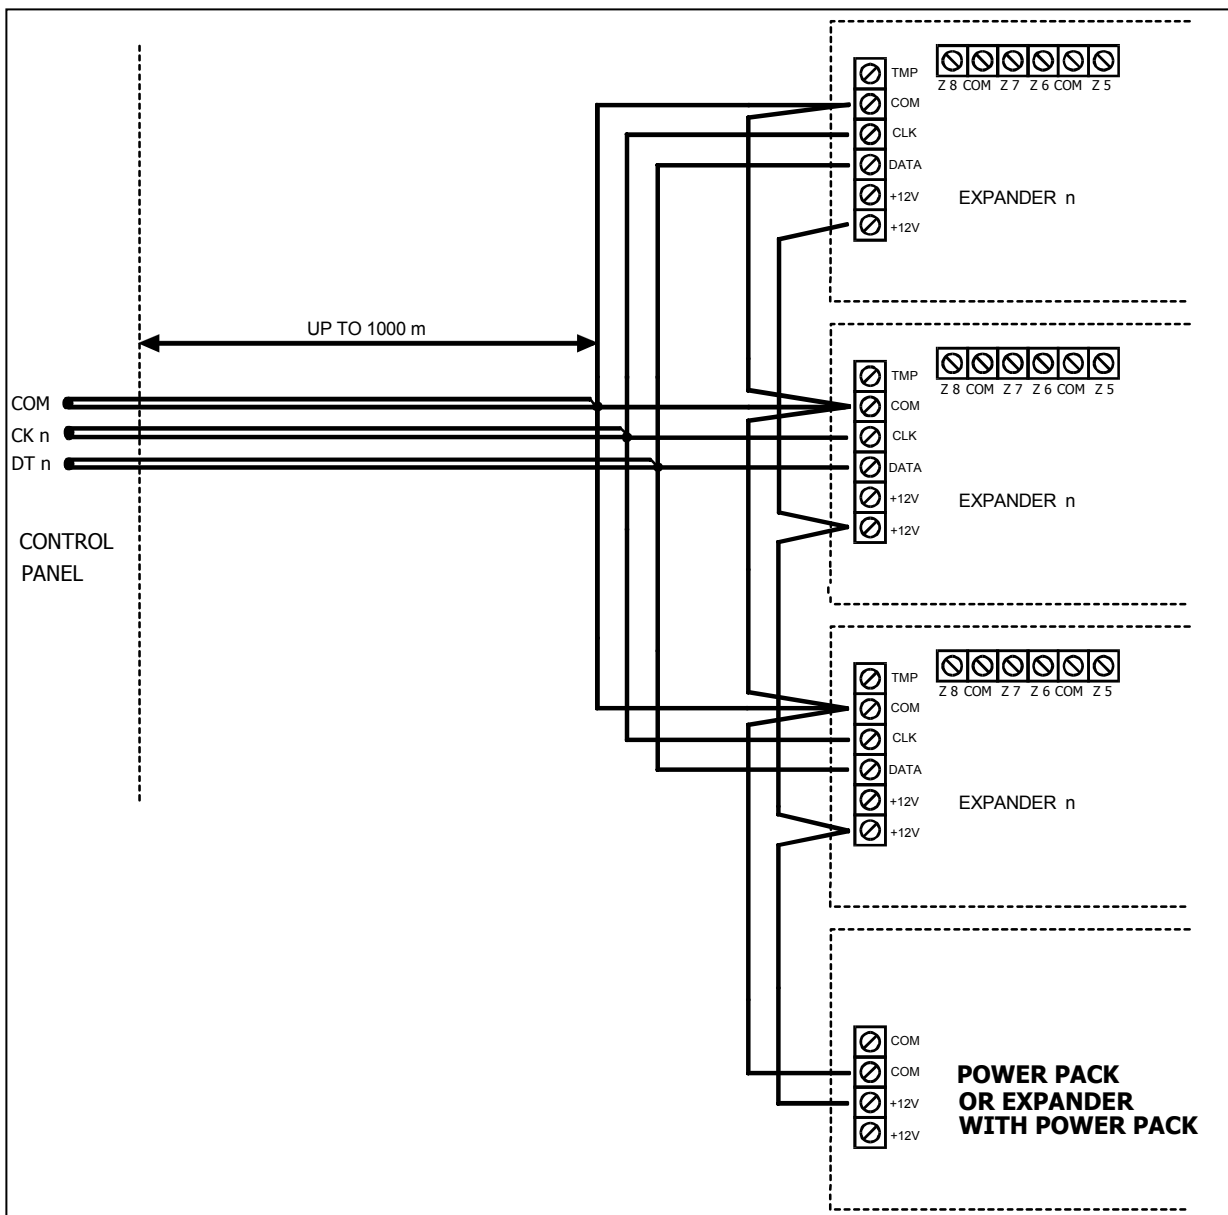 TMP
COM
CLK
DATA
+12V
+12V
Z 8 COM Z 7 Z 6 COM Z 5
EXPANDER n
UP TO 1000 m
COM
CK n
DT n
CONTROL
PANEL
TMP
COM
CLK
DATA
+12V
+12V
Z 8 COM Z 7 Z 6 COM Z 5
EXPANDER n
TMP
COM
CLK
DATA
+12V
+12V
Z 8 COM Z 7 Z 6 COM Z 5
EXPANDER n
COM
COM
+12V
+12V
POWER PACK
OR EXPANDER
WITH POWER PACK